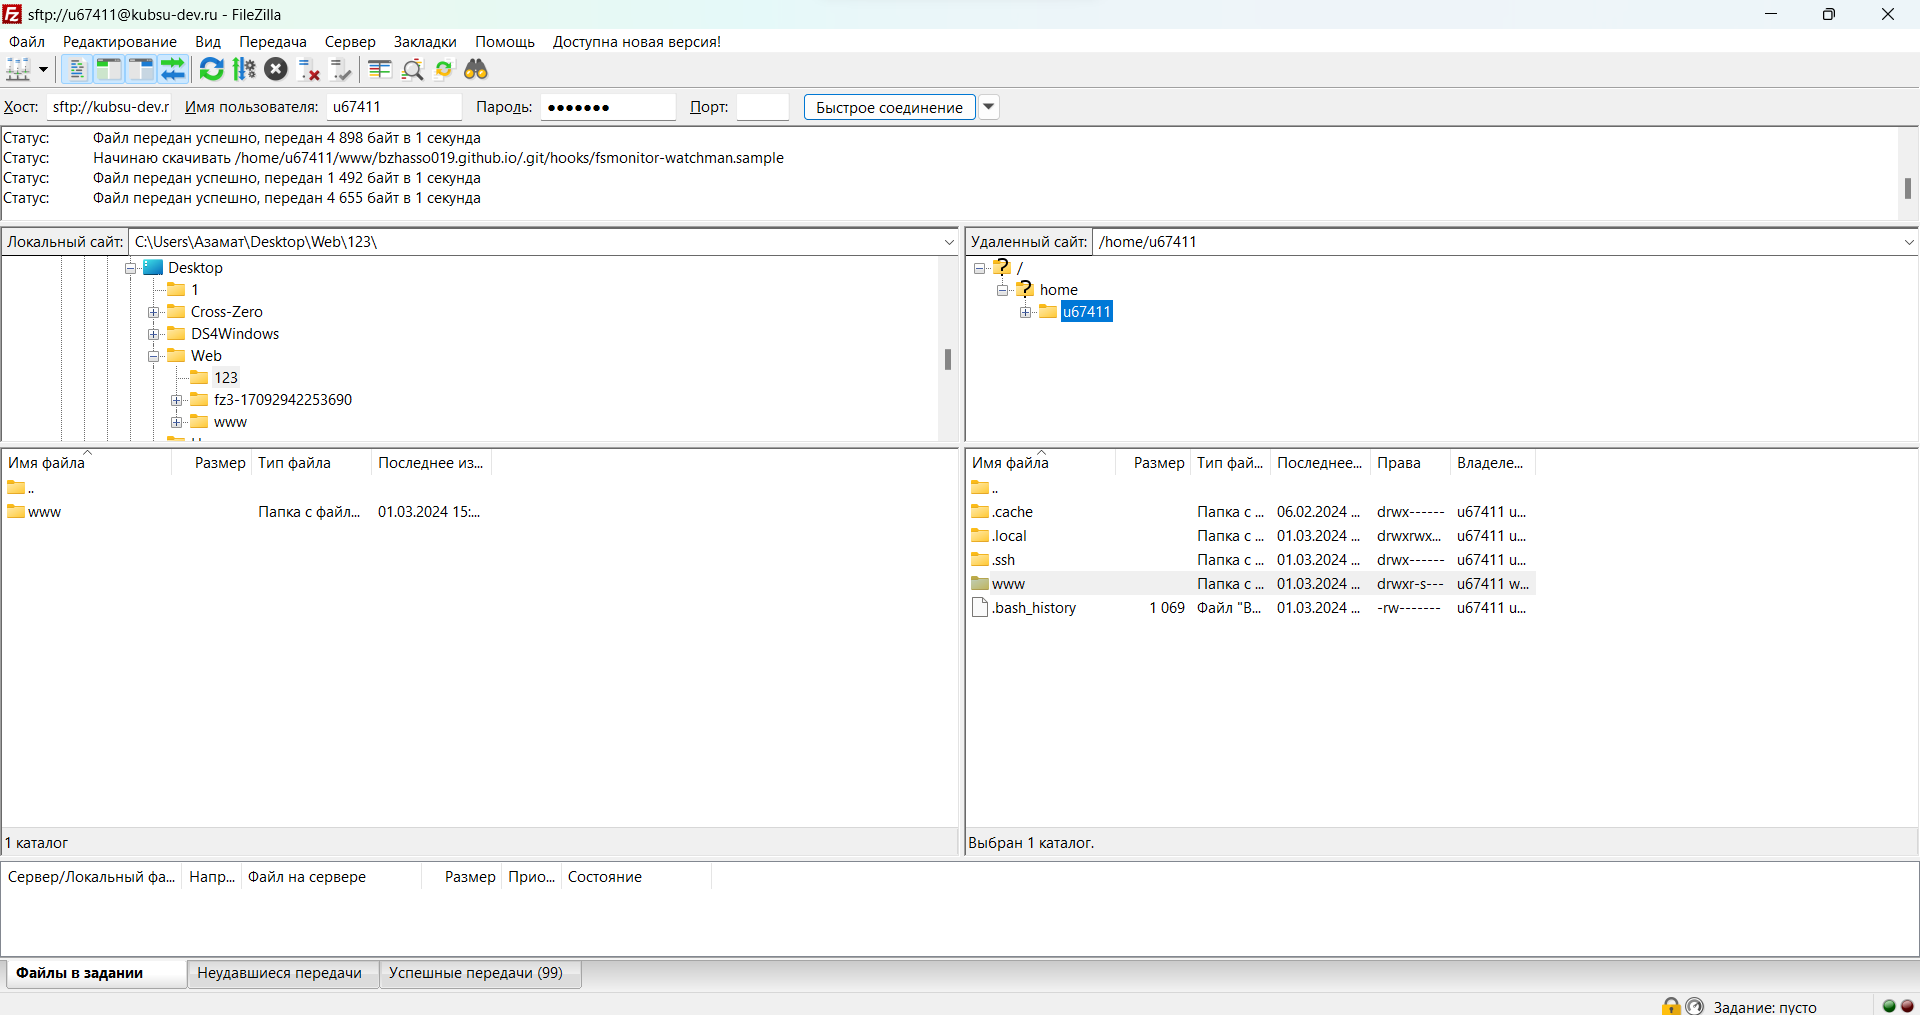 sftp://u67411@kubsu-dev.ru - FileZilla
Файл Редактирование Вид Передача Сервер Закладки Помощь Доступна новая версия!
Хост: sftp://kubsu-dev.r Имя пользователя: u67411 Пароль: ●●●●●●● Порт: Быстрое соединение
Статус: Файл передан успешно, передан 4 898 байт в 1 секунда
Статус: Начинаю скачивать /home/u67411/www/bzhasso019.github.io/.git/hooks/fsmonitor-watchman.sample
Статус: Файл передан успешно, передан 1 492 байт в 1 секунда
Статус: Файл передан успешно, передан 4 655 байт в 1 секунда
Локальный сайт: C:\Users\Азамат\Desktop\Web\123\
Desktop
1
Cross-Zero
DS4Windows
Web
123
fz3-17092942253690
www
Удаленный сайт: /home/u67411
/
home
u67411
Имя файла Размер Тип файла Последнее из...
..
www Папка с файл... 01.03.2024 15:...
1 каталог
Имя файла Размер Тип фай... Последнее... Права Владеле...
..
.cache Папка с ... 06.02.2024 ... drwx------ u67411 u...
.local Папка с ... 01.03.2024 ... drwxrwx... u67411 u...
.ssh Папка с ... 01.03.2024 ... drwx------ u67411 u...
www Папка с ... 01.03.2024 ... drwxr-s--- u67411 w...
.bash_history 1 069 Файл "B... 01.03.2024 ... -rw------- u67411 u...
Выбран 1 каталог.
Сервер/Локальный фа... Напр... Файл на сервере Размер Прио... Состояние
Файлы в задании Неудавшиеся передачи Успешные передачи (99)
Задание: пусто